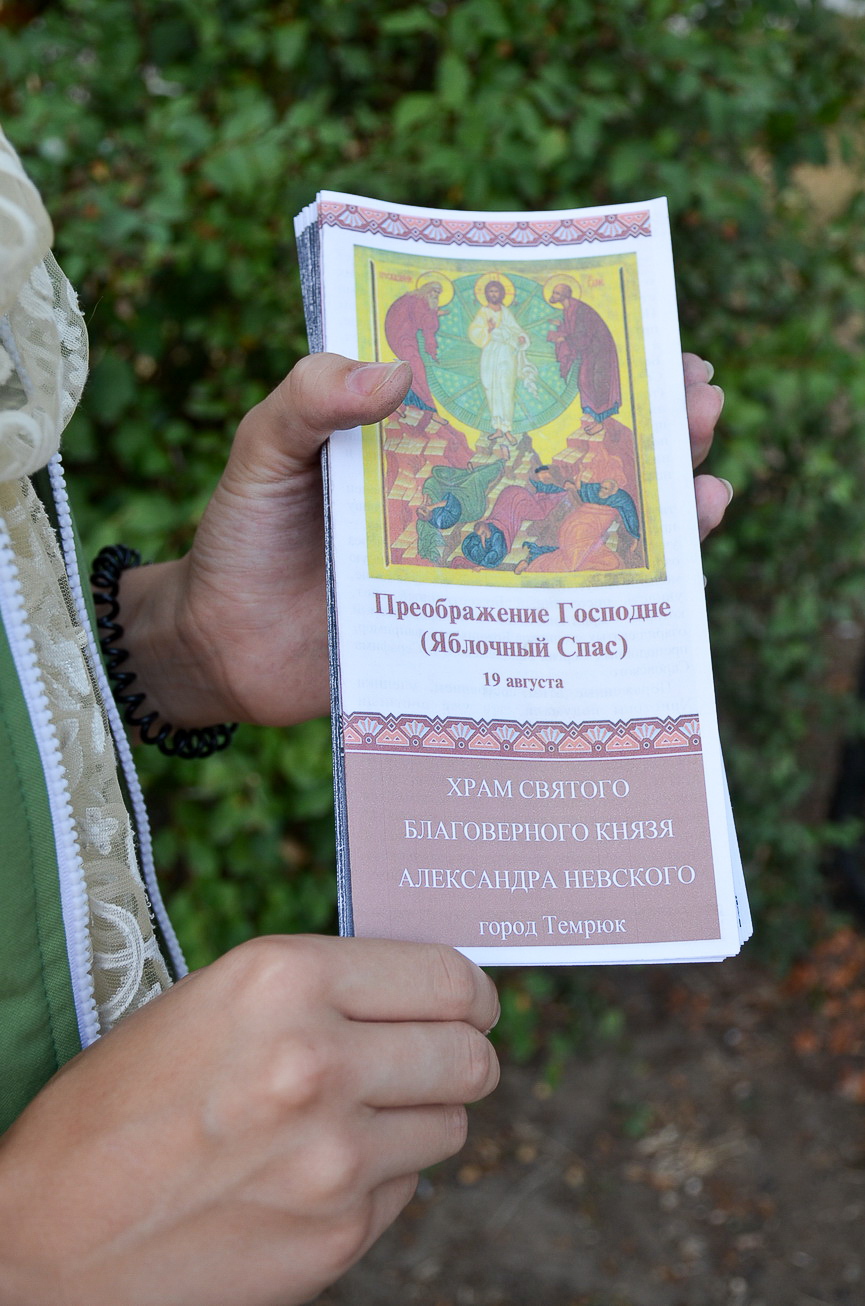 Преображение Господне
(Яблочный Спас)
19 августа
ХРАМ СВЯТОГО
БЛАГОВЕРНОГО КНЯЗЯ
АЛЕКСАНДРА НЕВСКОГО
город Темрюк